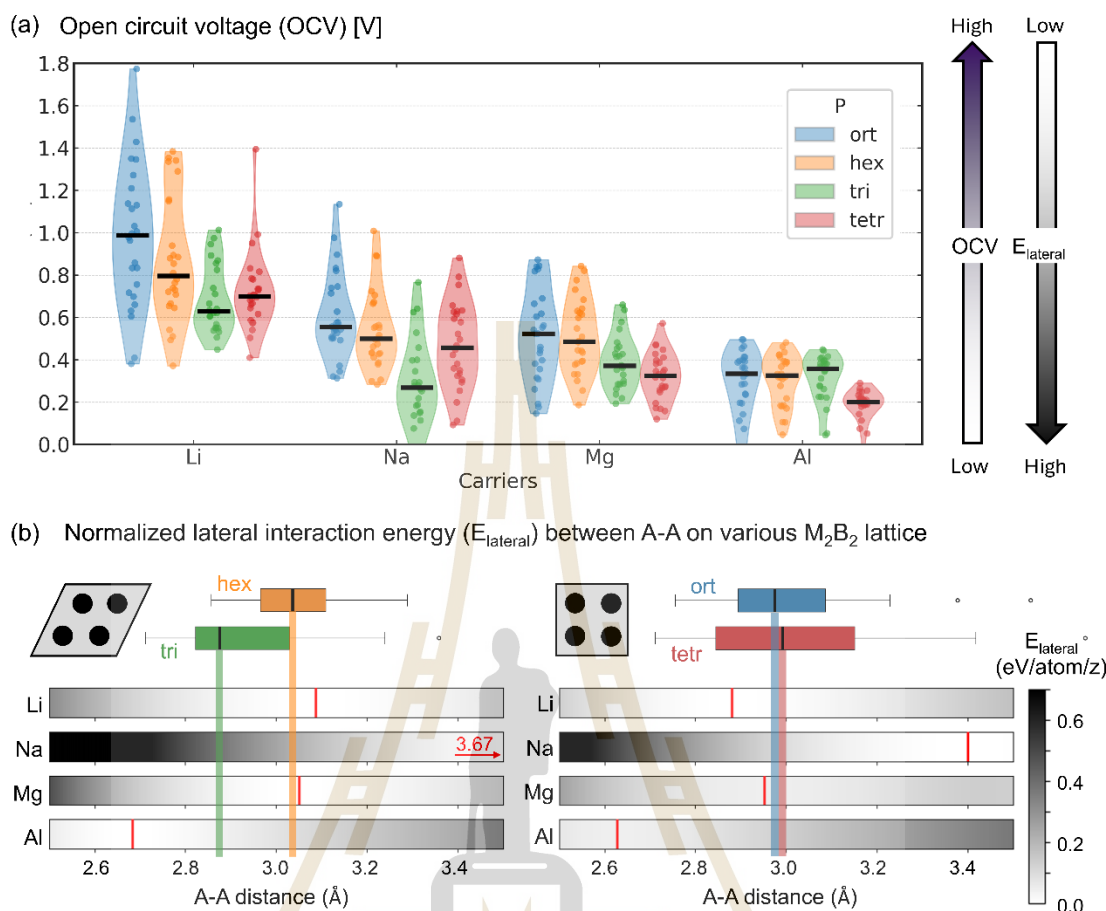 (a) Open circuit voltage (OCV) [V]
High Low
1.8
1.6
1.4
1.2
1.0
0.8
0.6
0.4
0.2
0.0
P
ort
hex
tri
tetr
OCV E_lateral
Li Na Mg Al
Carriers
Low High
(b) Normalized lateral interaction energy (E_lateral) between A-A on various M₂B₂ lattice
hex
tri
ort
tetr
E_lateral
(eV/atom/z)
Li
Na 3.67
Mg
Al
2.6 2.8 3.0 3.2 3.4
A-A distance (Å)
Li
Na
Mg
Al
2.6 2.8 3.0 3.2 3.4
A-A distance (Å)
0.6
0.4
0.2
0.0